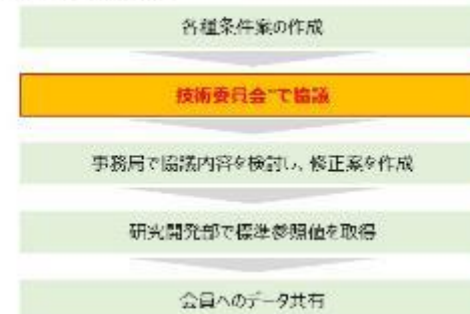 各種条件案の作成
技術委員会*で協議
事務局で協議内容を検討し、修正案を作成
研究開発部で標準参照値を取得
会員へのデータ共有